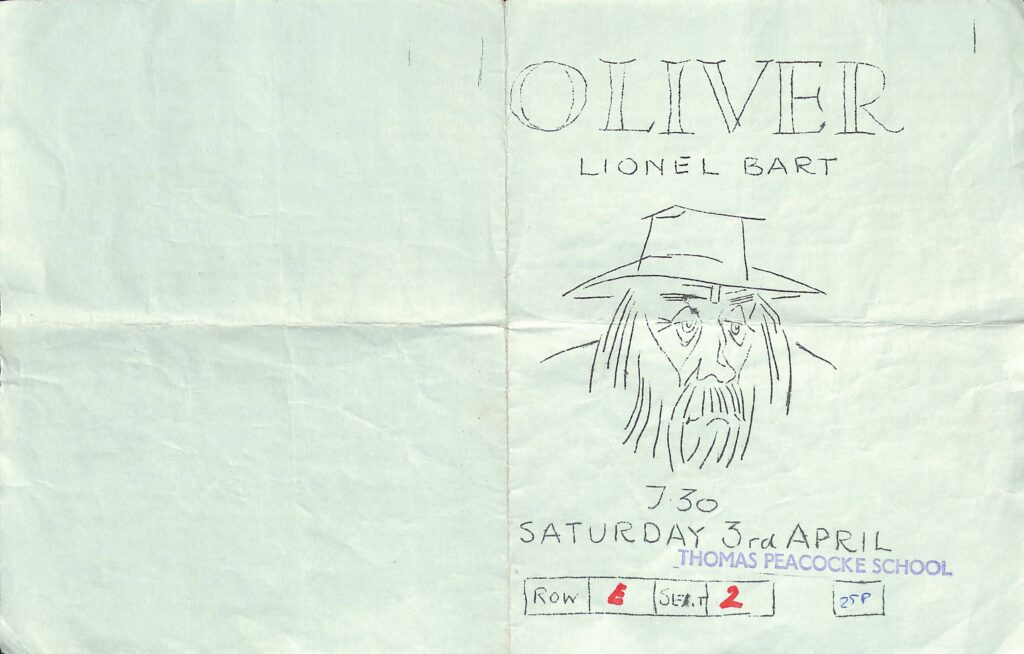 OLIVER
LIONEL BART
7.30
SATURDAY 3rd APRIL
THOMAS PEACOCKE SCHOOL
ROW E SEAT 2 25P